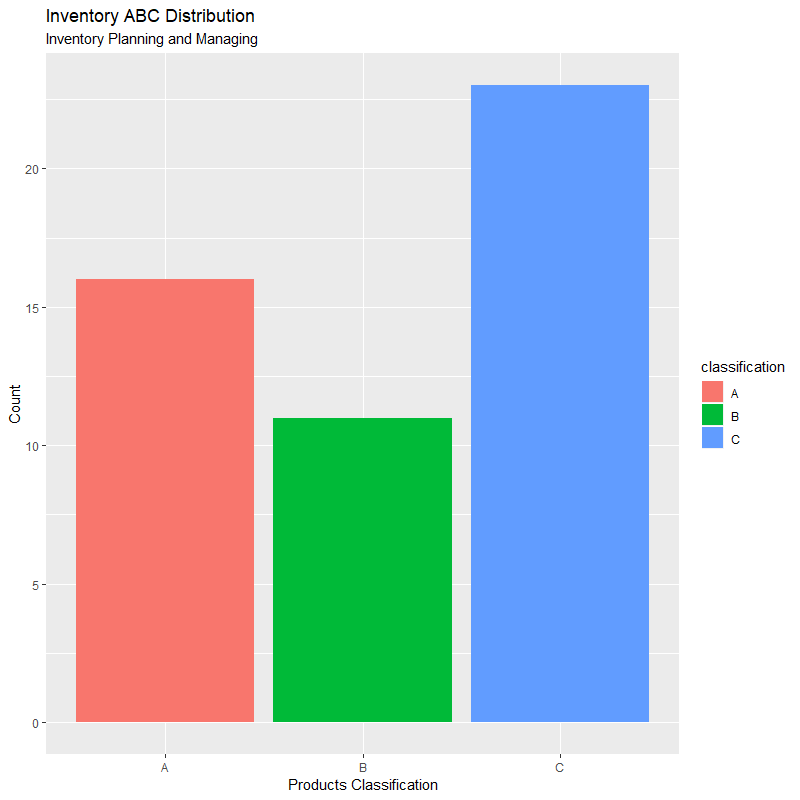 Inventory ABC Distribution
Inventory Planning and Managing
Count
20
15
10
5
0
A
B
C
Products Classification
classification
A
B
C